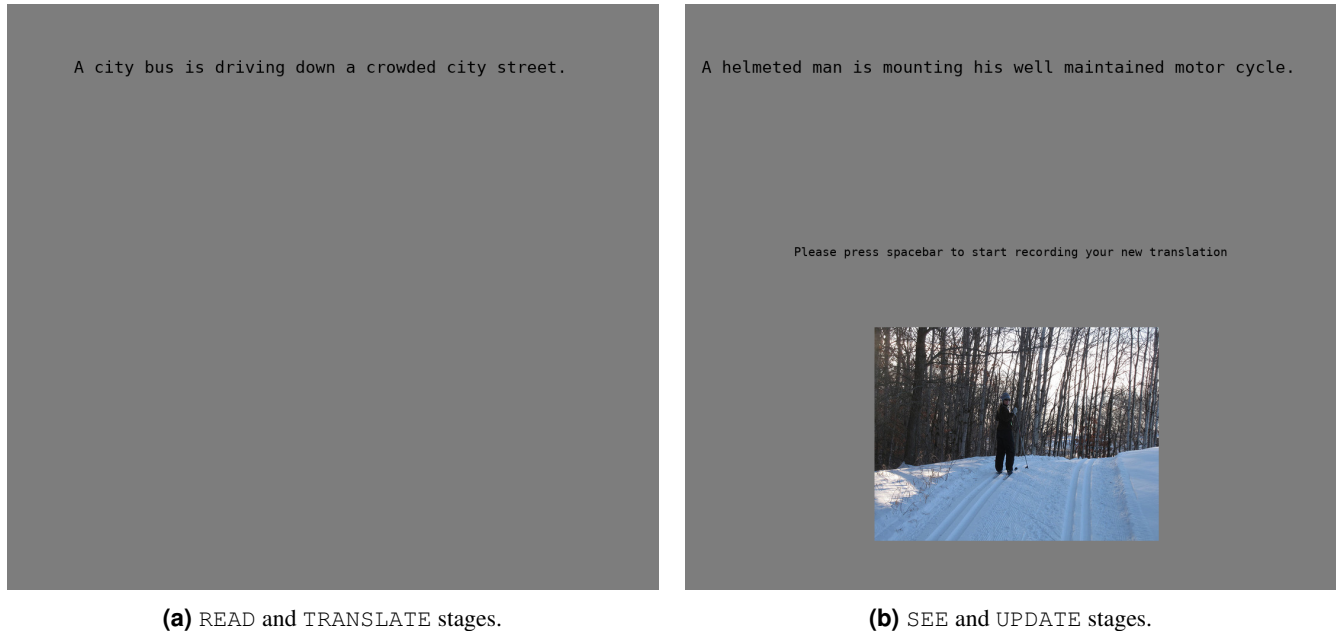 A city bus is driving down a crowded city street.
A helmeted man is mounting his well maintained motor cycle.
Please press spacebar to start recording your new translation
(a) READ and TRANSLATE stages.
(b) SEE and UPDATE stages.